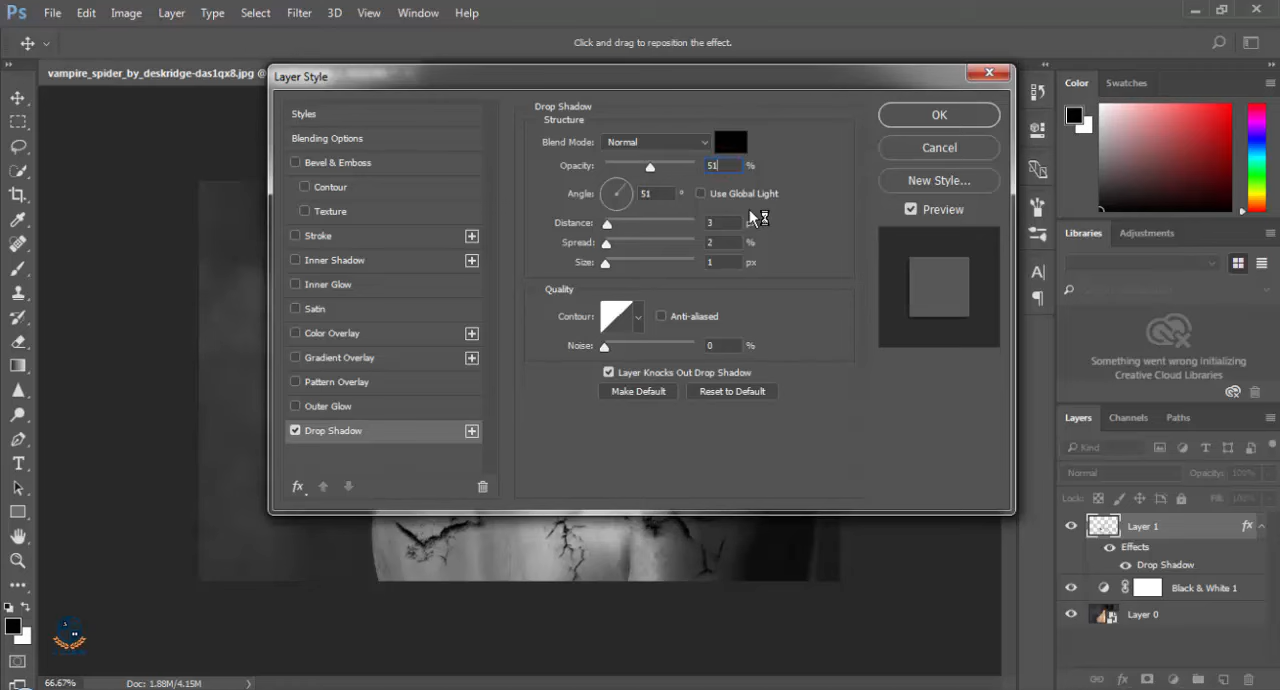 Ps File Edit Image Layer Type Select Filter 3D View Window Help
Click and drag to reposition the effect.
vampire_spider_by_deskridge-das1qx8.jpg @
Layer Style
Styles
Blending Options
Bevel & Emboss
Contour
Texture
Stroke
Inner Shadow
Inner Glow
Satin
Color Overlay
Gradient Overlay
Pattern Overlay
Outer Glow
Drop Shadow
fx
Drop Shadow
Structure
Blend Mode: Normal
Opacity: 51 %
Angle: 51 ° Use Global Light
Distance: 3
Spread: 2 %
Size: 1 px
Quality
Contour: Anti-aliased
Noise: 0 %
Layer Knocks Out Drop Shadow
Make Default Reset to Default
OK
Cancel
New Style...
Preview
Color Swatches
Libraries Adjustments
Something went wrong initializing
Creative Cloud Libraries
Layers Channels Paths
Kind
Normal Opacity: 100%
Lock: Fill: 100%
Layer 1 fx
Effects
Drop Shadow
Black & White 1
Layer 0
fx
66.67% Doc: 1.88M/4.15M